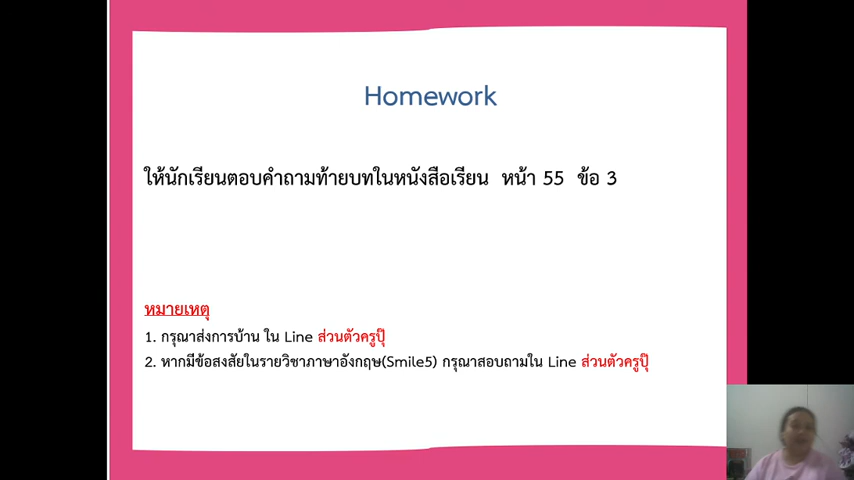 Homework
ให้นักเรียนตอบคำถามท้ายบทในหนังสือเรียน หน้า 55 ข้อ 3
หมายเหตุ
1. กรุณาส่งการบ้าน ใน Line ส่วนตัวครูปุ๊
2. หากมีข้อสงสัยในรายวิชาภาษาอังกฤษ(Smile5) กรุณาสอบถามใน Line ส่วนตัวครูปุ๊